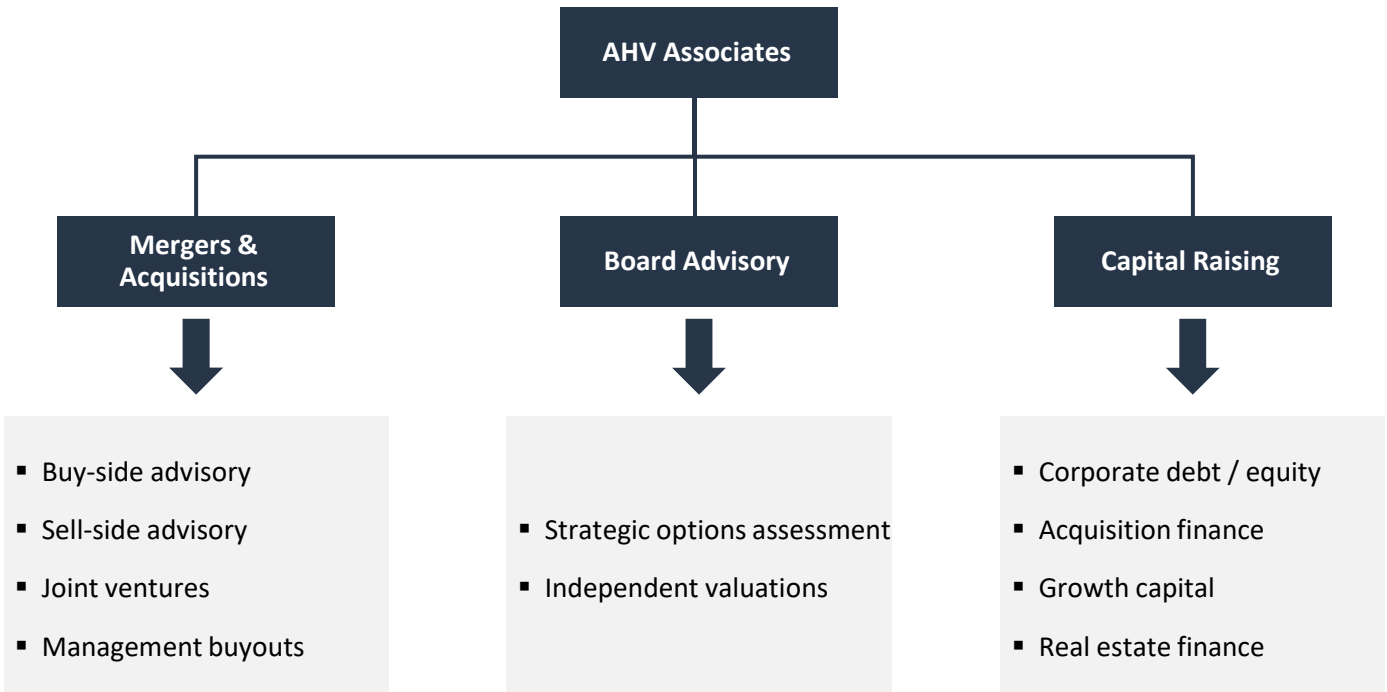 AHV Associates
Mergers &
Acquisitions
Board Advisory
Capital Raising
▪ Buy-side advisory
▪ Sell-side advisory
▪ Joint ventures
▪ Management buyouts
▪ Strategic options assessment
▪ Independent valuations
▪ Corporate debt / equity
▪ Acquisition finance
▪ Growth capital
▪ Real estate finance